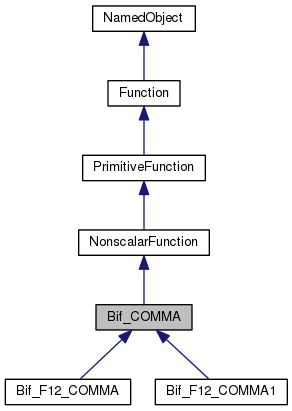 NamedObject
Function
PrimitiveFunction
NonscalarFunction
Bif_COMMA
Bif_F12_COMMA
Bif_F12_COMMA1